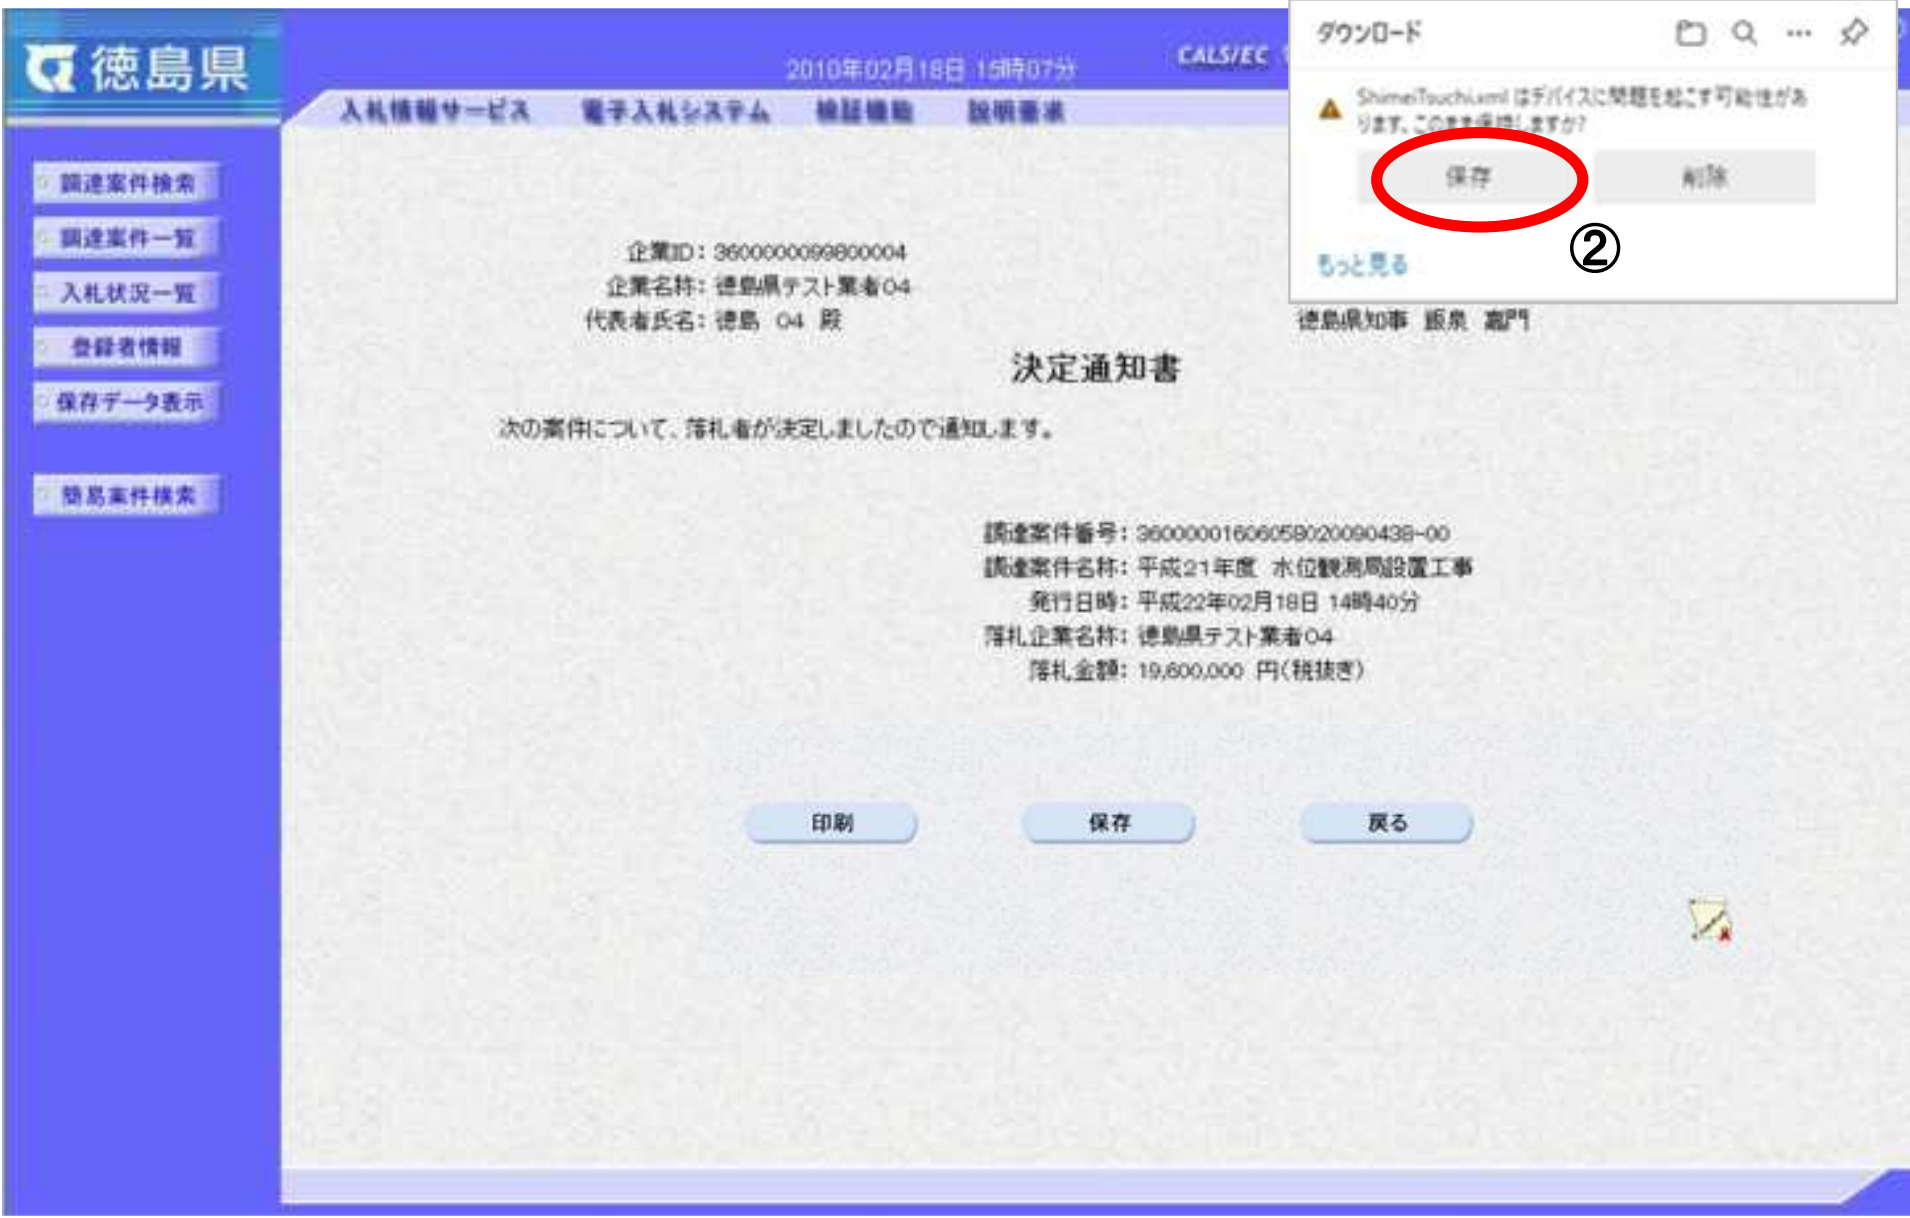 徳島県
2010年02月18日 15時07分
CALS/EC
入札情報サービス 電子入札システム 検証機能 説明要求
調達案件検索
調達案件一覧
入札状況一覧
登録者情報
保存データ表示
簡易案件検索
ダウンロード
ShimeiTouchi.xml はデバイスに問題を起こす可能性があ
ります。このまま保持しますか?
保存 削除
もっと見る
②
企業ID：3600000099800004
企業名称：徳島県テスト業者04
代表者氏名：徳島 04 殿
徳島県知事 飯泉 嘉門
決定通知書
次の案件について、落札者が決定しましたので通知します。
調達案件番号：3600000160605802009043​8-00
調達案件名称：平成21年度 水位観測局設置工事
発行日時：平成22年02月18日 14時40分
落札企業名称：徳島県テスト業者04
落札金額：19,600,000 円(税抜き)
印刷 保存 戻る